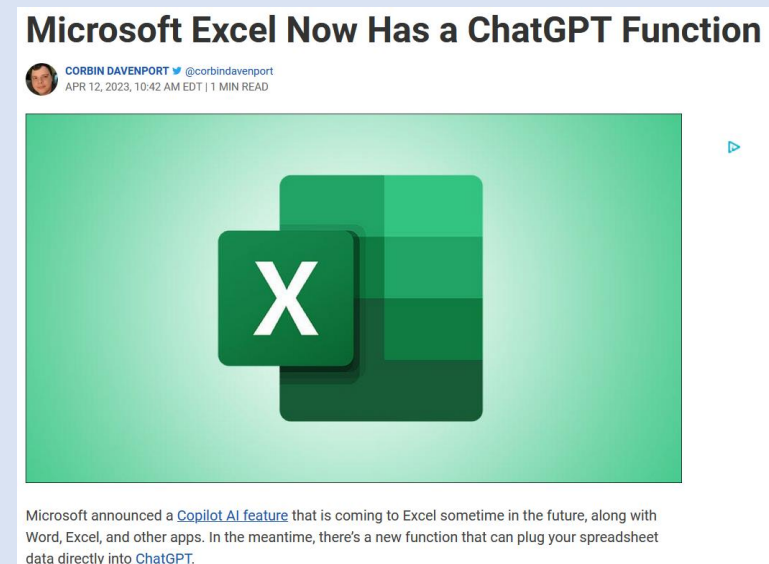 Microsoft Excel Now Has a ChatGPT Function
CORBIN DAVENPORT @corbindavenport
APR 12, 2023, 10:42 AM EDT | 1 MIN READ
X
Microsoft announced a Copilot AI feature that is coming to Excel sometime in the future, along with
Word, Excel, and other apps. In the meantime, there's a new function that can plug your spreadsheet
data directly into ChatGPT.